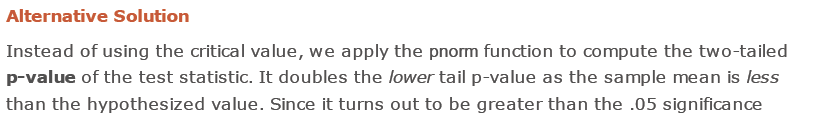 Alternative Solution
Instead of using the critical value, we apply the pnorm function to compute the two-tailed
p-value of the test statistic. It doubles the lower tail p-value as the sample mean is less
than the hypothesized value. Since it turns out to be greater than the .05 significance